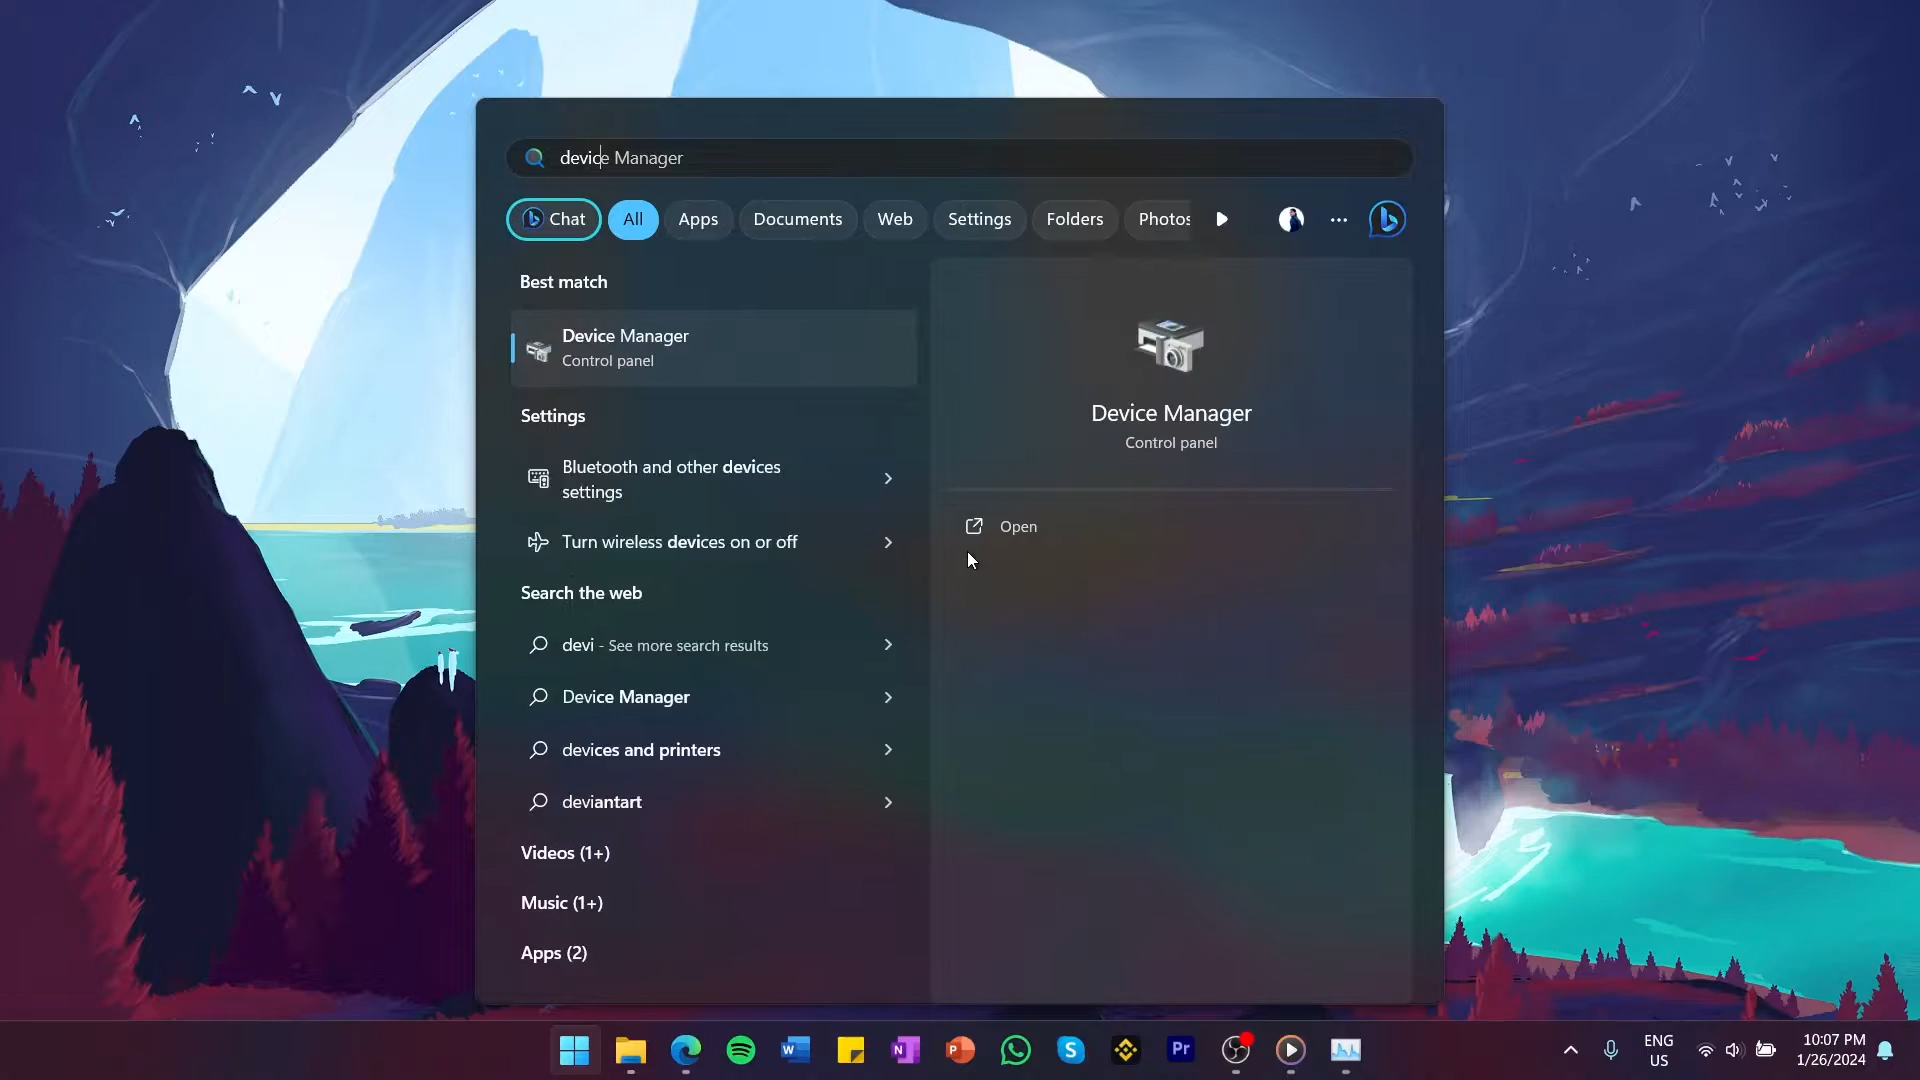 device Manager
Chat
All
Apps
Documents
Web
Settings
Folders
Photos
Best match
Device Manager
Control panel
Settings
Bluetooth and other devices
settings
Turn wireless devices on or off
Search the web
devi - See more search results
Device Manager
devices and printers
deviantart
Videos (1+)
Music (1+)
Apps (2)
Device Manager
Control panel
Open
W
N
P
S
Pr
ENG
US
10:07 PM
1/26/2024